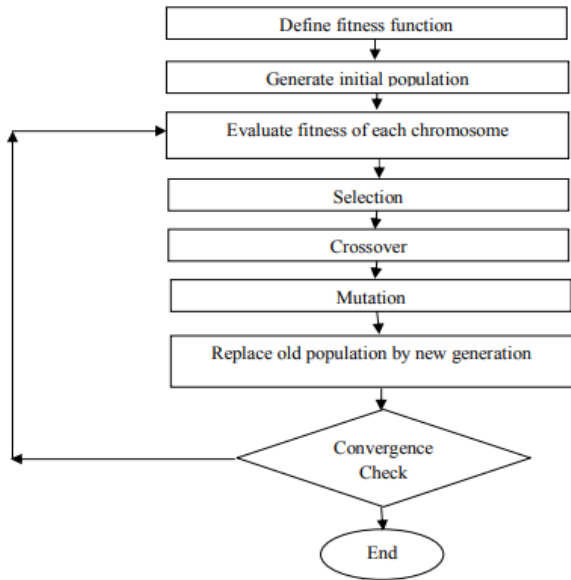 Define fitness function
Generate initial population
Evaluate fitness of each chromosome
Selection
Crossover
Mutation
Replace old population by new generation
Convergence
Check
End